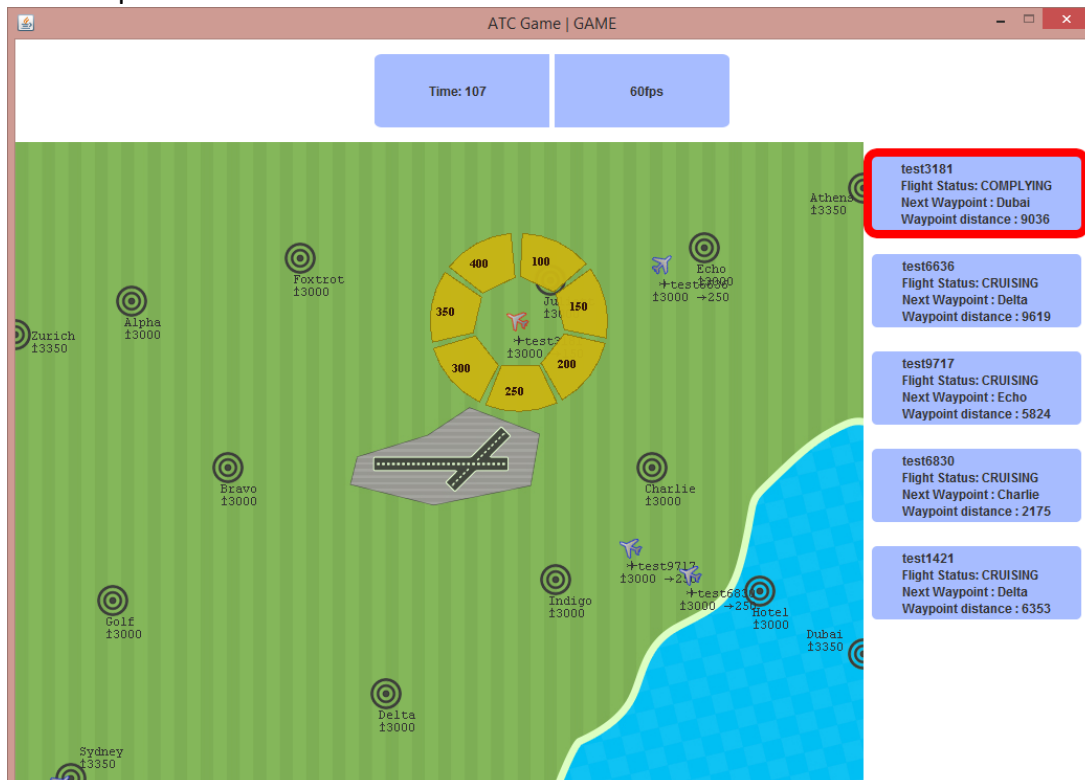 ATC Game | GAME
Time: 107
60fps
test3181
Flight Status: COMPLYING
Next Waypoint : Dubai
Waypoint distance : 9036
test6636
Flight Status: CRUISING
Next Waypoint : Delta
Waypoint distance : 9619
test9717
Flight Status: CRUISING
Next Waypoint : Echo
Waypoint distance : 5824
test6830
Flight Status: CRUISING
Next Waypoint : Charlie
Waypoint distance : 2175
test1421
Flight Status: CRUISING
Next Waypoint : Delta
Waypoint distance : 6353
Athens
‡3350
Echo
‡3000 →250
Foxtrot
‡3000
Alpha
‡3000
Zurich
‡3350
400
100
350
150
300
200
250
‡3000
Bravo
‡3000
Charlie
‡3000
test9717
‡3000
‡3000 →250
Indigo
‡3000
Hotel
‡3000
Golf
‡3000
Dubai
‡3350
Delta
‡3000
Sydney
‡3350